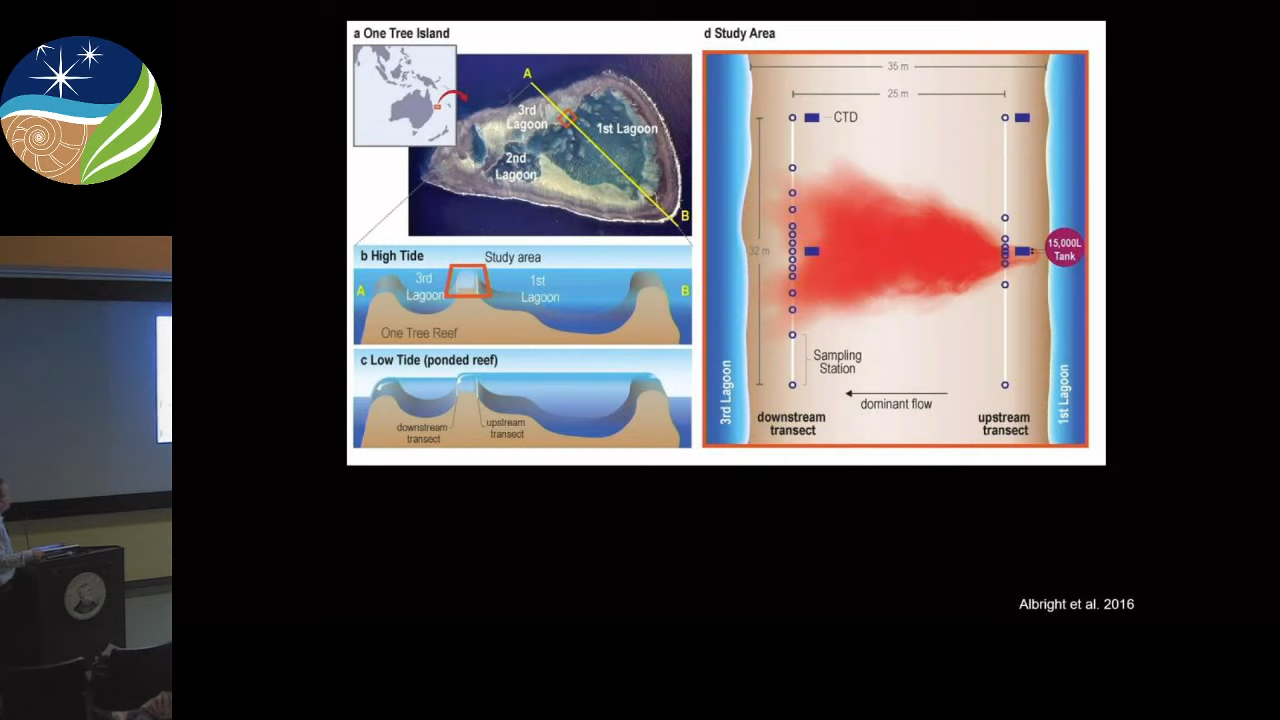 a One Tree Island
A
3rd
Lagoon
1st Lagoon
2nd
Lagoon
B
b High Tide
Study area
A
3rd
Lagoon
1st
Lagoon
B
One Tree Reef
c Low Tide (ponded reef)
downstream
transect
upstream
transect
d Study Area
35 m
25 m
CTD
32 m
15,000L
Tank
Sampling
Station
dominant flow
3rd Lagoon
1st Lagoon
downstream
transect
upstream
transect
Albright et al. 2016